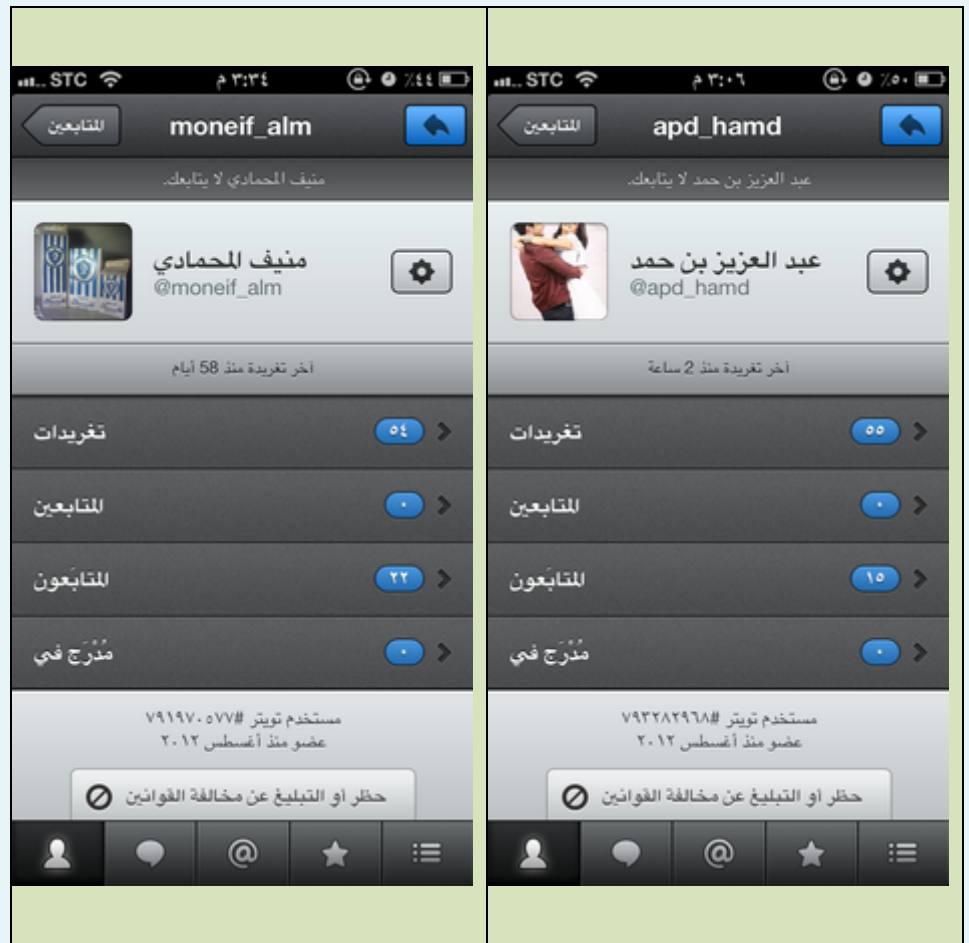 STC ٣:٣٤ م ٪٤٤
المتابعين moneif_alm
منيف المحمادي لا يتابعك.
منيف المحمادي
@moneif_alm
آخر تغريدة منذ 58 أيام
تغريدات ٥٤
المتابعين ٠
المتابَعون ٢٢
مُدْرَج في ٠
مستخدم تويتر #٧٩١٩٧٠٥٧٧
عضو منذ أغسطس ٢٠١٢
حظر أو التبليغ عن مخالفة القوانين
STC ٣:٠٦ م ٪٥٠
المتابعين apd_hamd
عبد العزيز بن حمد لا يتابعك.
عبد العزيز بن حمد
@apd_hamd
آخر تغريدة منذ 2 ساعة
تغريدات ٥٥
المتابعين ٠
المتابَعون ١٥
مُدْرَج في ٠
مستخدم تويتر #٧٩٣٢٨٢٩٦٨
عضو منذ أغسطس ٢٠١٢
حظر أو التبليغ عن مخالفة القوانين